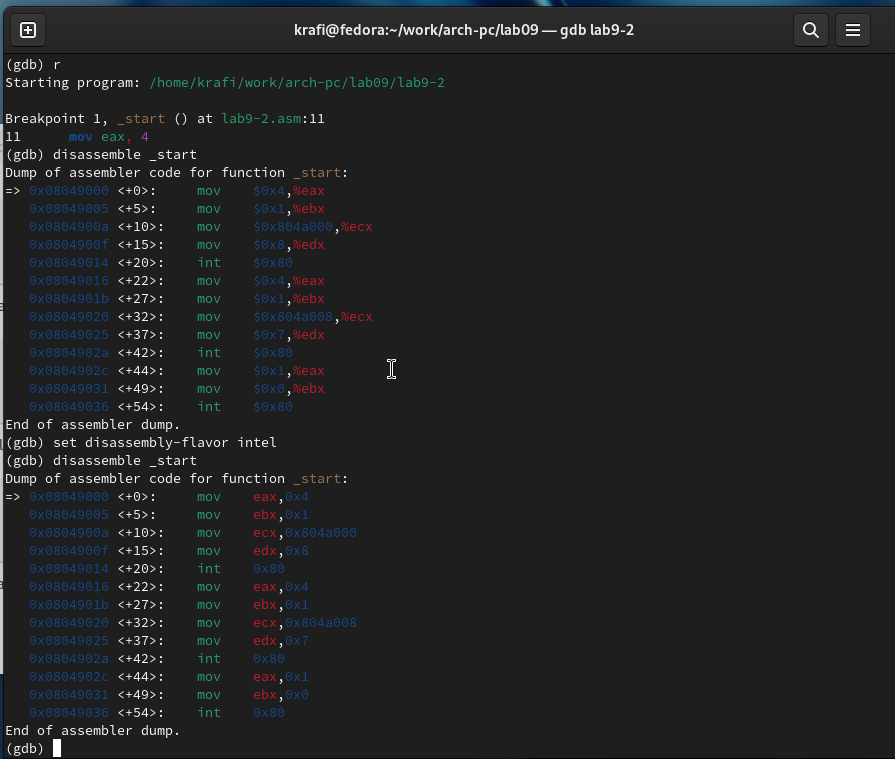 krafi@fedora:~/work/arch-pc/lab09 — gdb lab9-2
(gdb) r
Starting program: /home/krafi/work/arch-pc/lab09/lab9-2
Breakpoint 1, _start () at lab9-2.asm:11
11      mov eax, 4
(gdb) disassemble _start
Dump of assembler code for function _start:
=> 0x08049000 <+0>:     mov    $0x4,%eax
   0x08049005 <+5>:     mov    $0x1,%ebx
   0x0804900a <+10>:    mov    $0x804a000,%ecx
   0x0804900f <+15>:    mov    $0x8,%edx
   0x08049014 <+20>:    int    $0x80
   0x08049016 <+22>:    mov    $0x4,%eax
   0x0804901b <+27>:    mov    $0x1,%ebx
   0x08049020 <+32>:    mov    $0x804a008,%ecx
   0x08049025 <+37>:    mov    $0x7,%edx
   0x0804902a <+42>:    int    $0x80
   0x0804902c <+44>:    mov    $0x1,%eax
   0x08049031 <+49>:    mov    $0x0,%ebx
   0x08049036 <+54>:    int    $0x80
End of assembler dump.
(gdb) set disassembly-flavor intel
(gdb) disassemble _start
Dump of assembler code for function _start:
=> 0x08049000 <+0>:     mov    eax,0x4
   0x08049005 <+5>:     mov    ebx,0x1
   0x0804900a <+10>:    mov    ecx,0x804a000
   0x0804900f <+15>:    mov    edx,0x8
   0x08049014 <+20>:    int    0x80
   0x08049016 <+22>:    mov    eax,0x4
   0x0804901b <+27>:    mov    ebx,0x1
   0x08049020 <+32>:    mov    ecx,0x804a008
   0x08049025 <+37>:    mov    edx,0x7
   0x0804902a <+42>:    int    0x80
   0x0804902c <+44>:    mov    eax,0x1
   0x08049031 <+49>:    mov    ebx,0x0
   0x08049036 <+54>:    int    0x80
End of assembler dump.
(gdb)